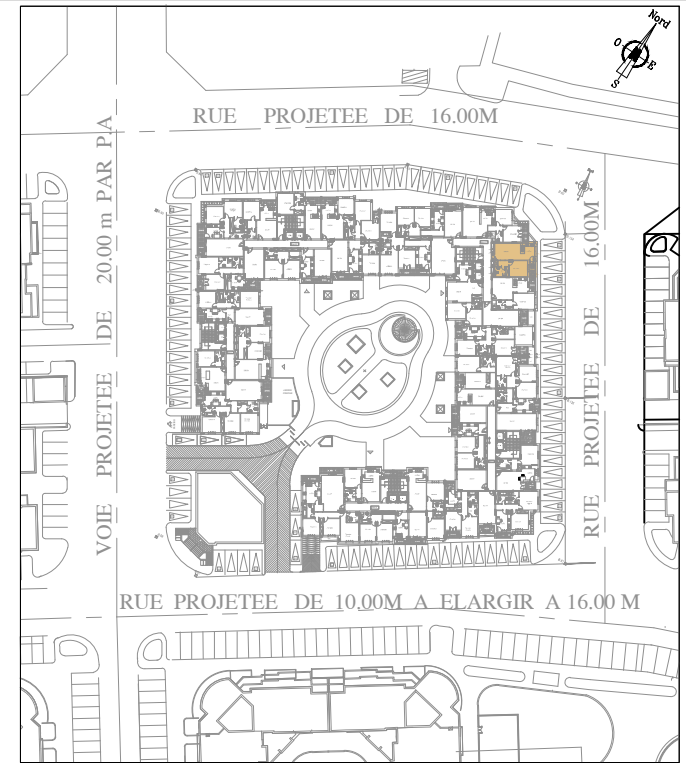 Nord
O
E
S
RUE PROJETEE DE 16.00M
VOIE PROJETEE DE 20.00 m PAR P.A
RUE PROJETEE DE 16.00M
RUE PROJETEE DE 10.00M A ELARGIR A 16.00 M